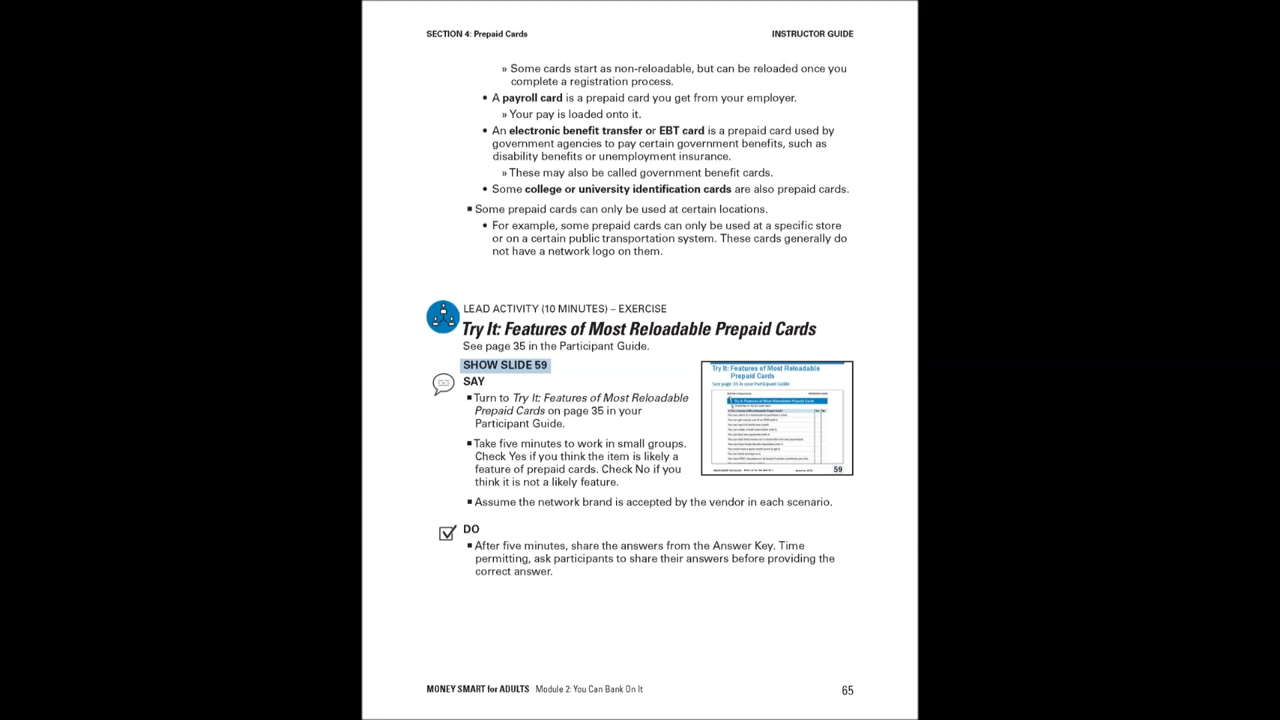 SECTION 4: Prepaid Cards
INSTRUCTOR GUIDE
» Some cards start as non-reloadable, but can be reloaded once you
complete a registration process.
• A payroll card is a prepaid card you get from your employer.
» Your pay is loaded onto it.
• An electronic benefit transfer or EBT card is a prepaid card used by
government agencies to pay certain government benefits, such as
disability benefits or unemployment insurance.
» These may also be called government benefit cards.
• Some college or university identification cards are also prepaid cards.
▪ Some prepaid cards can only be used at certain locations.
• For example, some prepaid cards can only be used at a specific store
or on a certain public transportation system. These cards generally do
not have a network logo on them.
LEAD ACTIVITY (10 MINUTES) – EXERCISE
Try It: Features of Most Reloadable Prepaid Cards
See page 35 in the Participant Guide.
SHOW SLIDE 59
SAY
▪ Turn to Try It: Features of Most Reloadable
Prepaid Cards on page 35 in your
Participant Guide.
▪ Take five minutes to work in small groups.
Check Yes if you think the item is likely a
feature of prepaid cards. Check No if you
think it is not a likely feature.
▪ Assume the network brand is accepted by the vendor in each scenario.
Try It: Features of Most Reloadable
Prepaid Cards
See page 35 in your Participant Guide
Try It: Features of Most Reloadable Prepaid Cards
59
DO
▪ After five minutes, share the answers from the Answer Key. Time
permitting, ask participants to share their answers before providing the
correct answer.
MONEY SMART for ADULTS Module 2: You Can Bank On It
65